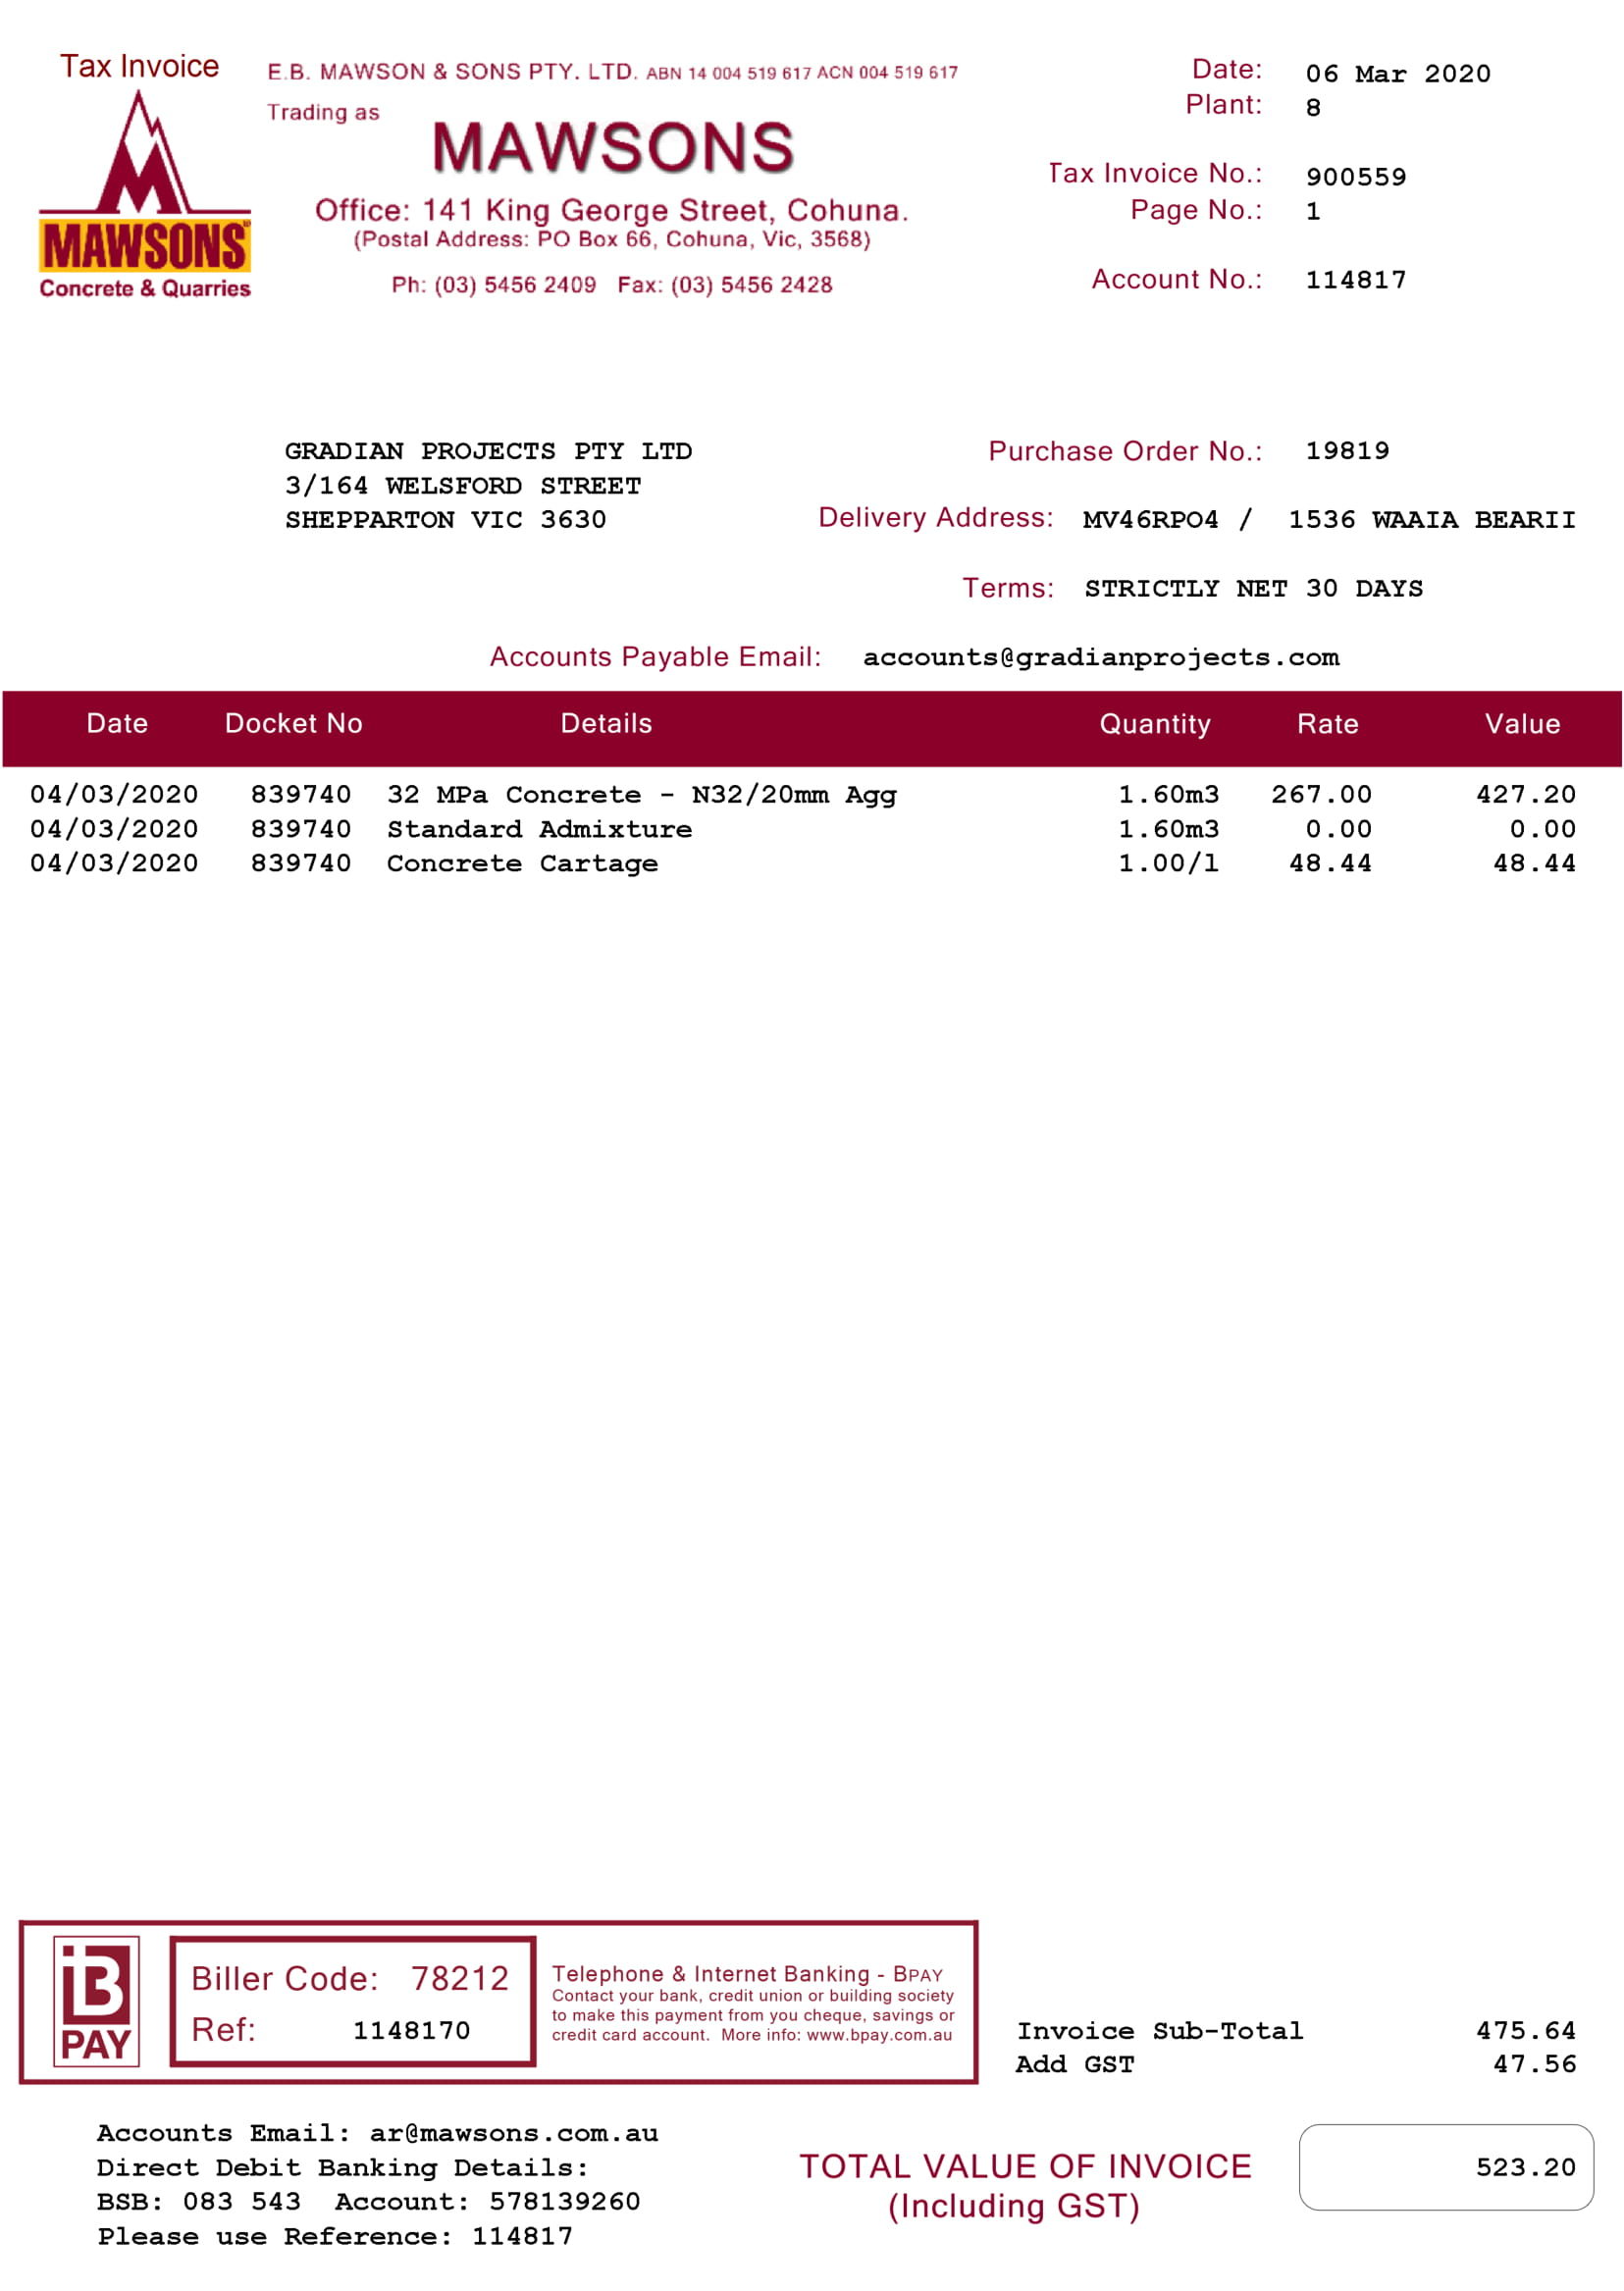 Tax Invoice
MAWSONS
Concrete & Quarries
E.B. MAWSON & SONS PTY. LTD. ABN 14 004 519 617 ACN 004 519 617
Trading as
MAWSONS
Office: 141 King George Street, Cohuna.
(Postal Address: PO Box 66, Cohuna, Vic, 3568)
Ph: (03) 5456 2409 Fax: (03) 5456 2428
Date: 06 Mar 2020
Plant: 8
Tax Invoice No.: 900559
Page No.: 1
Account No.: 114817
GRADIAN PROJECTS PTY LTD
3/164 WELSFORD STREET
SHEPPARTON VIC 3630
Purchase Order No.: 19819
Delivery Address: MV46RPO4 / 1536 WAAIA BEARII
Terms: STRICTLY NET 30 DAYS
Accounts Payable Email: accounts@gradianprojects.com
Date Docket No Details Quantity Rate Value
04/03/2020 839740 32 MPa Concrete - N32/20mm Agg 1.60m3 267.00 427.20
04/03/2020 839740 Standard Admixture 1.60m3 0.00 0.00
04/03/2020 839740 Concrete Cartage 1.00/l 48.44 48.44
B
PAY
Biller Code: 78212
Ref: 1148170
Telephone & Internet Banking - BPAY
Contact your bank, credit union or building society
to make this payment from you cheque, savings or
credit card account. More info: www.bpay.com.au
Invoice Sub-Total 475.64
Add GST 47.56
Accounts Email: ar@mawsons.com.au
Direct Debit Banking Details:
BSB: 083 543 Account: 578139260
Please use Reference: 114817
TOTAL VALUE OF INVOICE
(Including GST)
523.20